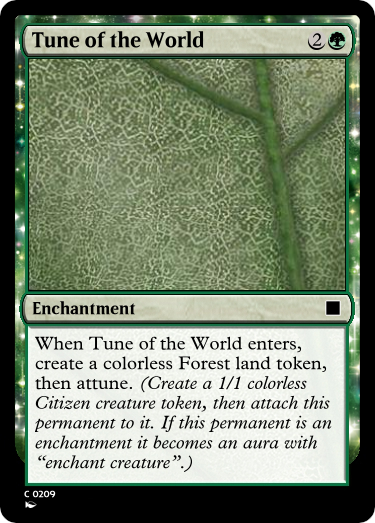 Tune of the World 2
Enchantment
When Tune of the World enters,
create a colorless Forest land token,
then attune. (Create a 1/1 colorless
Citizen creature token, then attach this
permanent to it. If this permanent is an
enchantment it becomes an aura with
“enchant creature”.)
C 0209